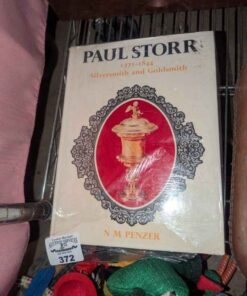 PAUL STORR
1771-1844
Silversmith and Goldsmith
N. M. PENZER
372